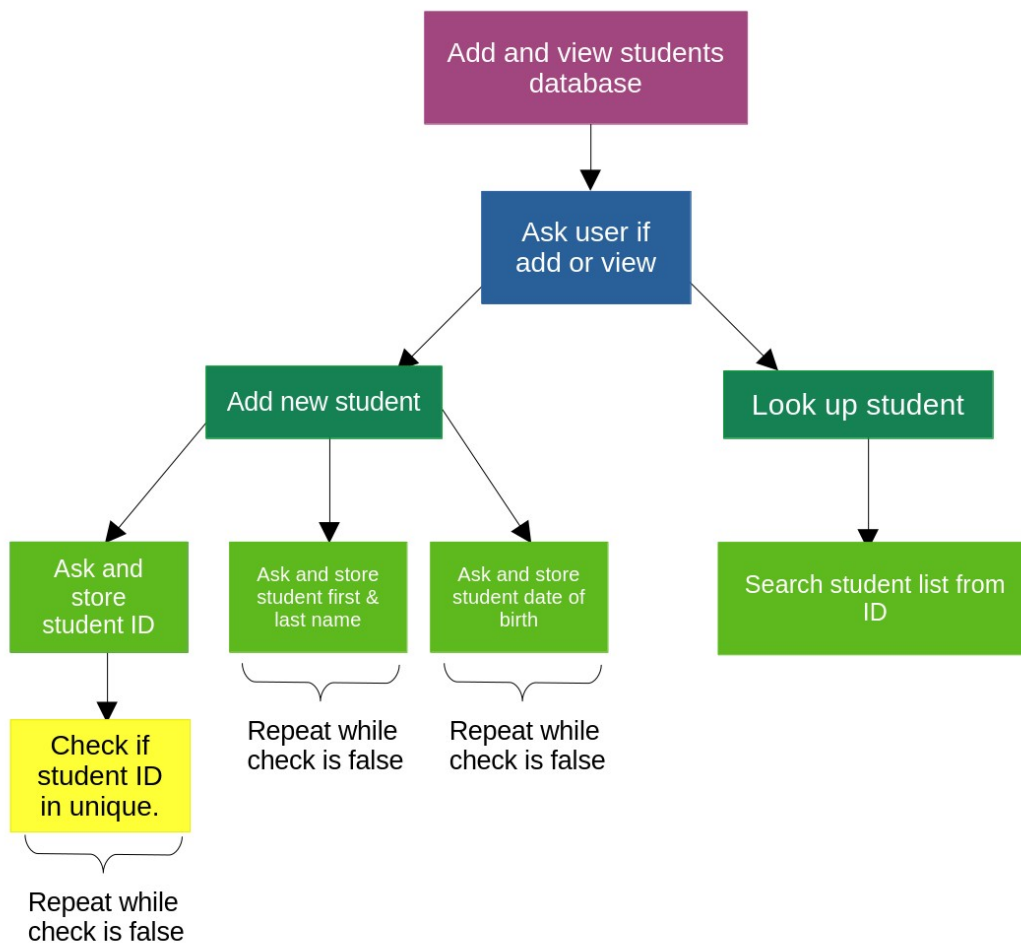 Add and view students
database
Ask user if
add or view
Add new student
Look up student
Ask and
store
student ID
Ask and store
student first &
last name
Ask and store
student date of
birth
Search student list from
ID
Repeat while
check is false
Repeat while
check is false
Check if
student ID
in unique.
Repeat while
check is false